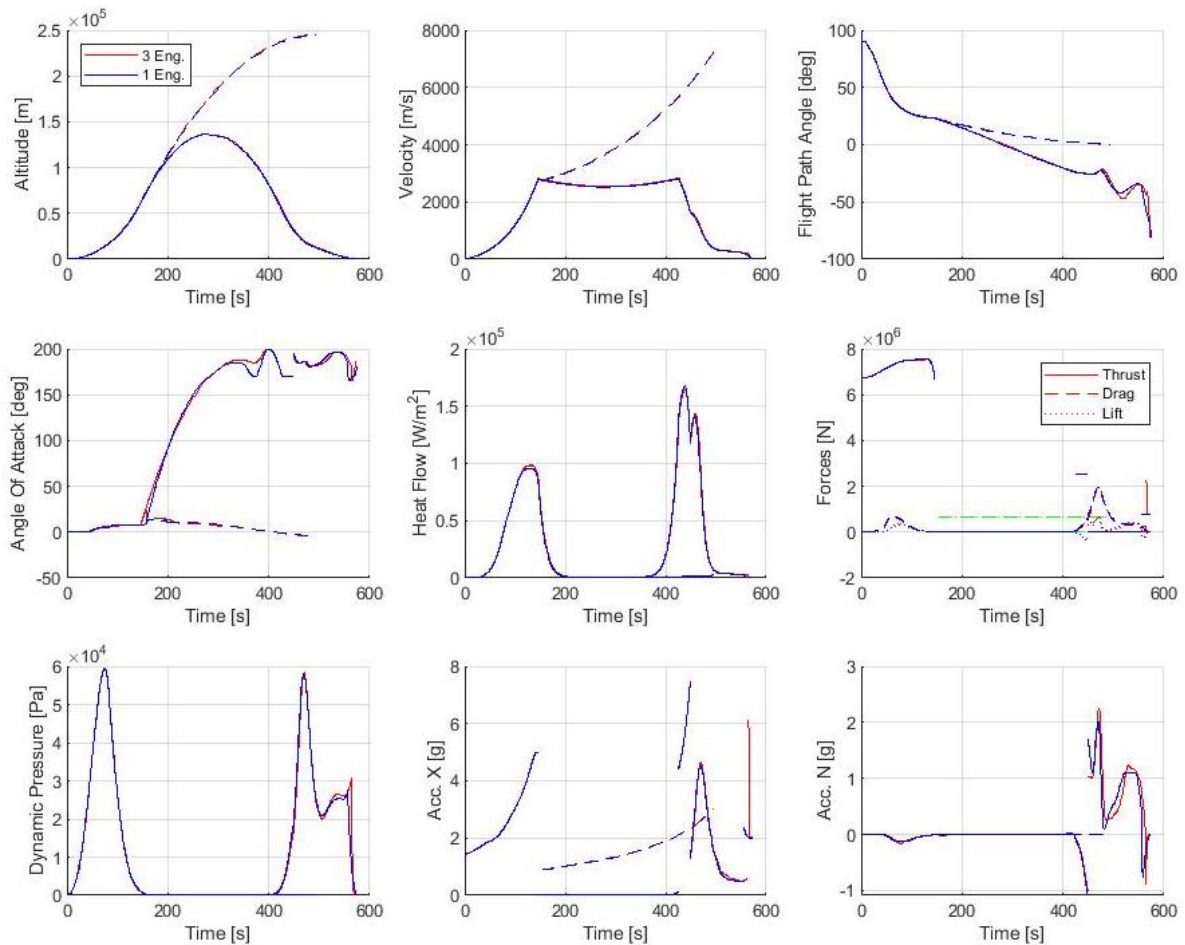 ×10⁵
2.5
2
1.5
1
0.5
0
0 200 400 600
Altitude [m]
Time [s]
3 Eng.
1 Eng.
8000
6000
4000
2000
0
0 200 400 600
Velocity [m/s]
Time [s]
100
50
0
-50
-100
0 200 400 600
Flight Path Angle [deg]
Time [s]
200
150
100
50
0
-50
0 200 400 600
Angle Of Attack [deg]
Time [s]
×10⁵
2
1.5
1
0.5
0
0 200 400 600
Heat Flow [W/m²]
Time [s]
×10⁶
8
6
4
2
0
-2
0 200 400 600
Forces [N]
Time [s]
Thrust
Drag
Lift
×10⁴
6
5
4
3
2
1
0
0 200 400 600
Dynamic Pressure [Pa]
Time [s]
8
6
4
2
0
0 200 400 600
Acc. X [g]
Time [s]
3
2
1
0
-1
0 200 400 600
Acc. N [g]
Time [s]